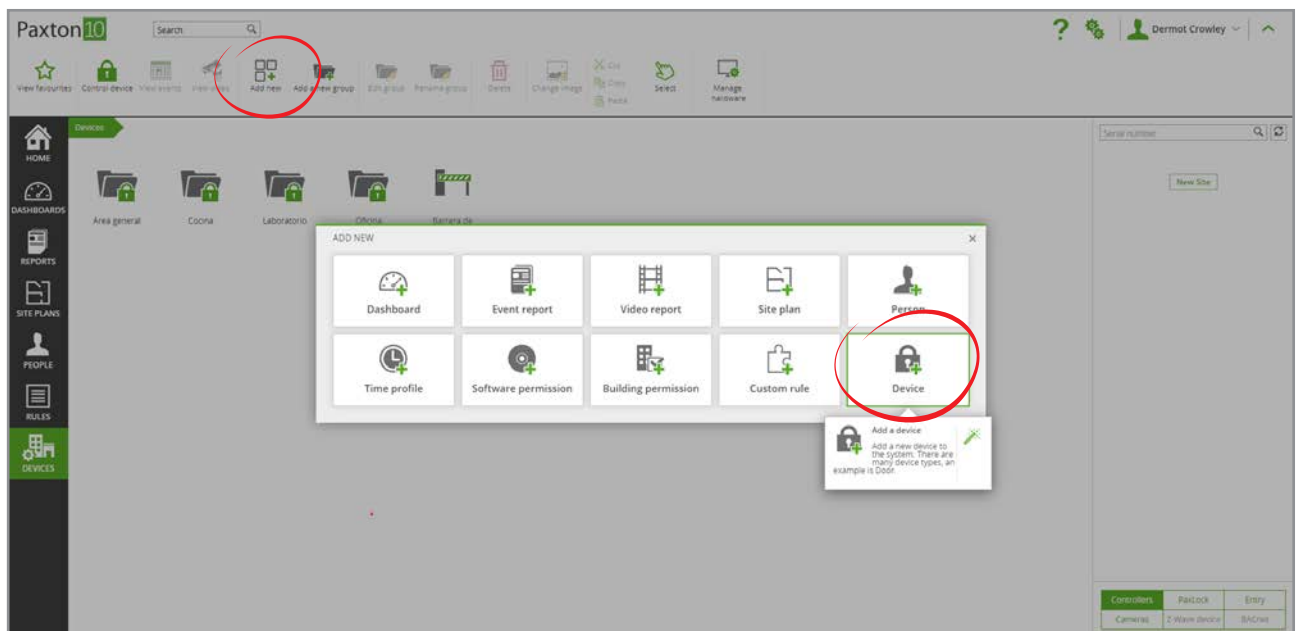 Paxton10
Search
Dermot Crowley
View favourites
Control device
View events
View video
Add new
Add a new group
Edit group
Rename group
Delete
Change image
Cut
Copy
Paste
Select
Manage
hardware
HOME
DASHBOARDS
REPORTS
SITE PLANS
PEOPLE
RULES
DEVICES
Devices
Área general
Cocina
Laboratorio
Oficina
Barrera de
Serial number
New Site
ADD NEW
Dashboard
Event report
Video report
Site plan
Person
Time profile
Software permission
Building permission
Custom rule
Device
Add a device
Add a new device to
the system. There are
many device types, an
example is Door.
Controllers
PaxLock
Entry
Cameras
Z-Wave device
BACnet